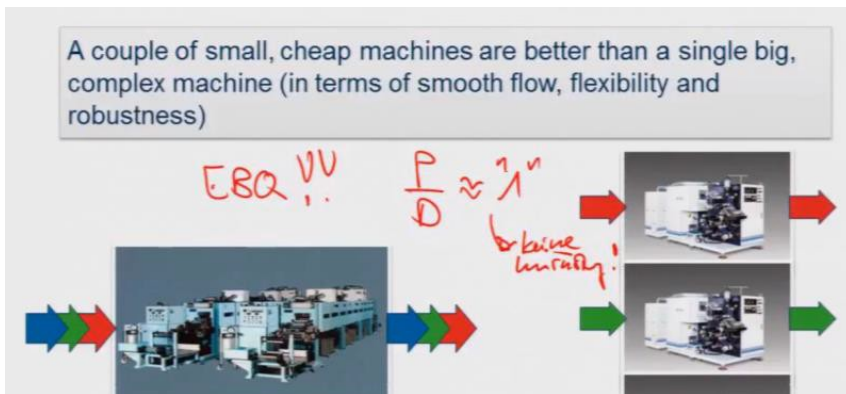 A couple of small, cheap machines are better than a single big,
complex machine (in terms of smooth flow, flexibility and
robustness)
EBQ !!
P
D ≈ "1"
keine